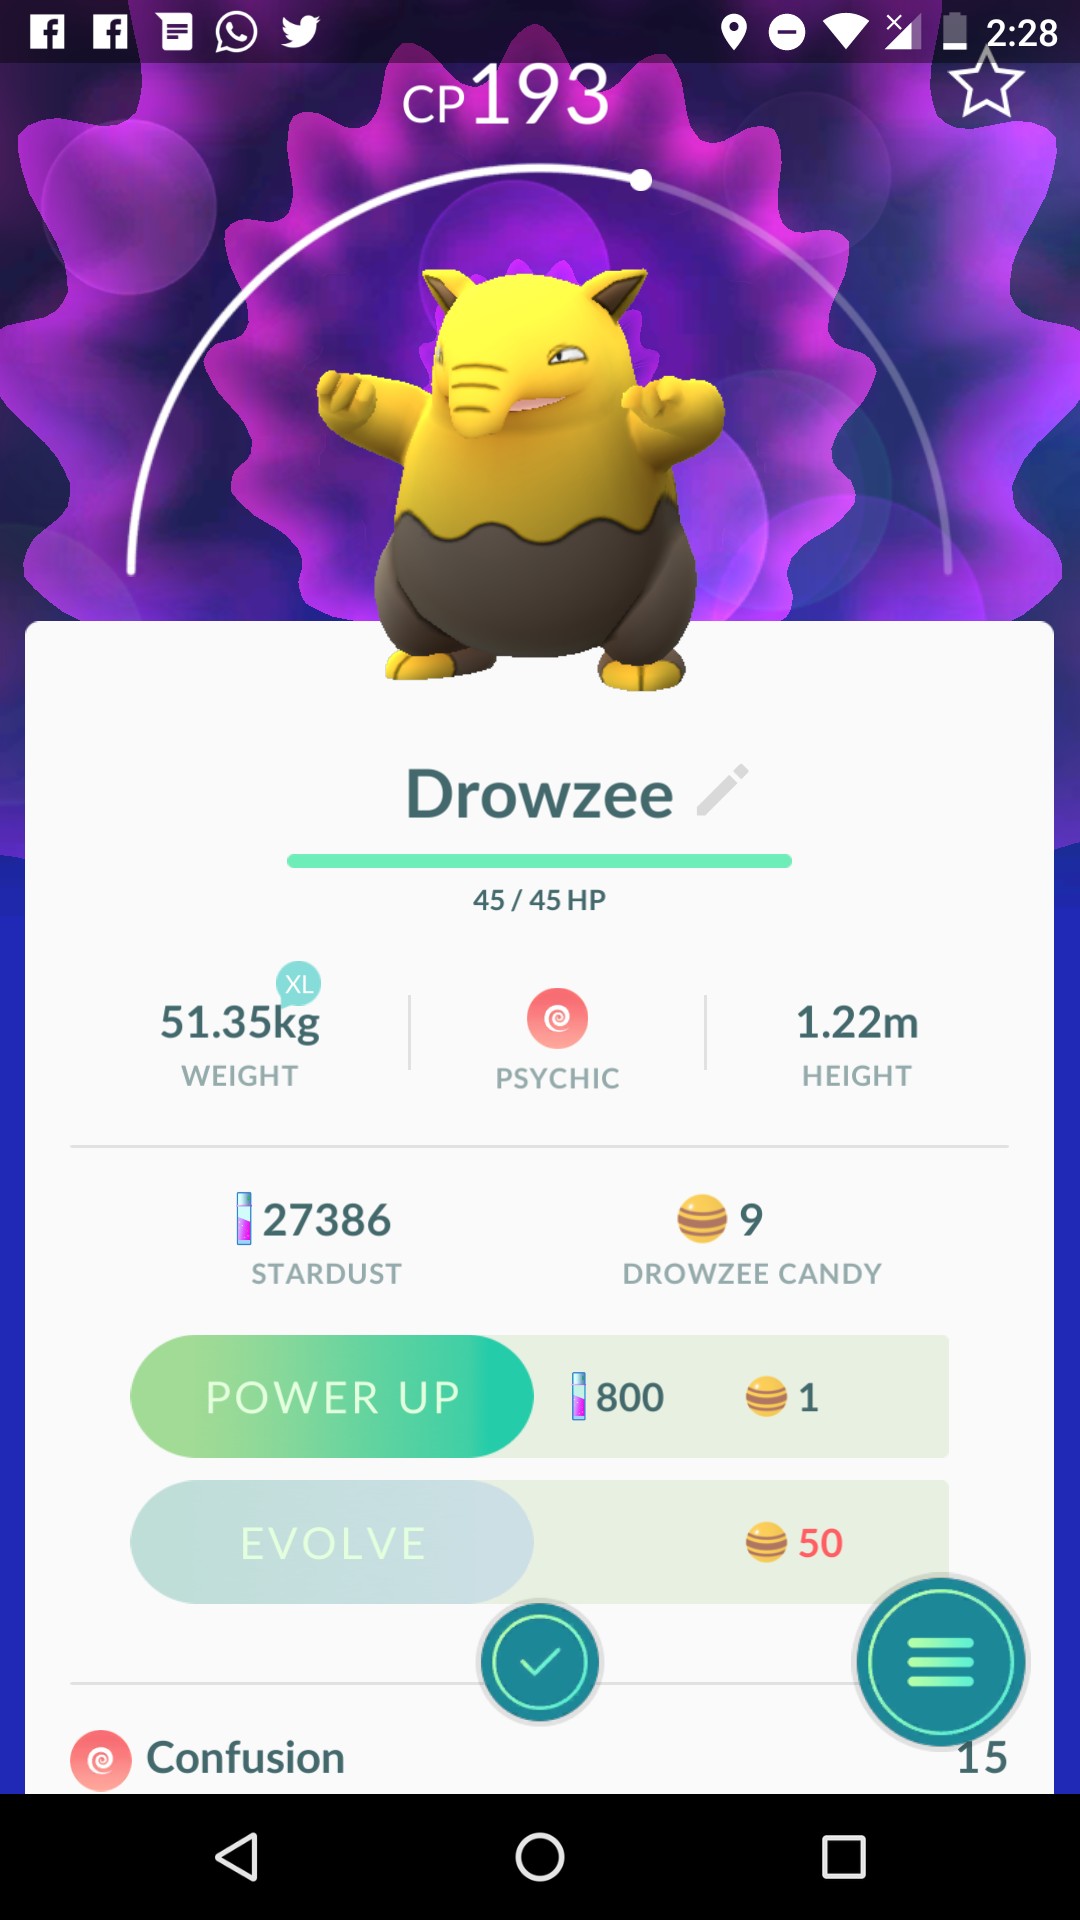 2:28
CP193
Drowzee
45 / 45 HP
XL
51.35kg
WEIGHT
PSYCHIC
1.22m
HEIGHT
27386
STARDUST
9
DROWZEE CANDY
POWER UP 800 1
EVOLVE 50
Confusion 15